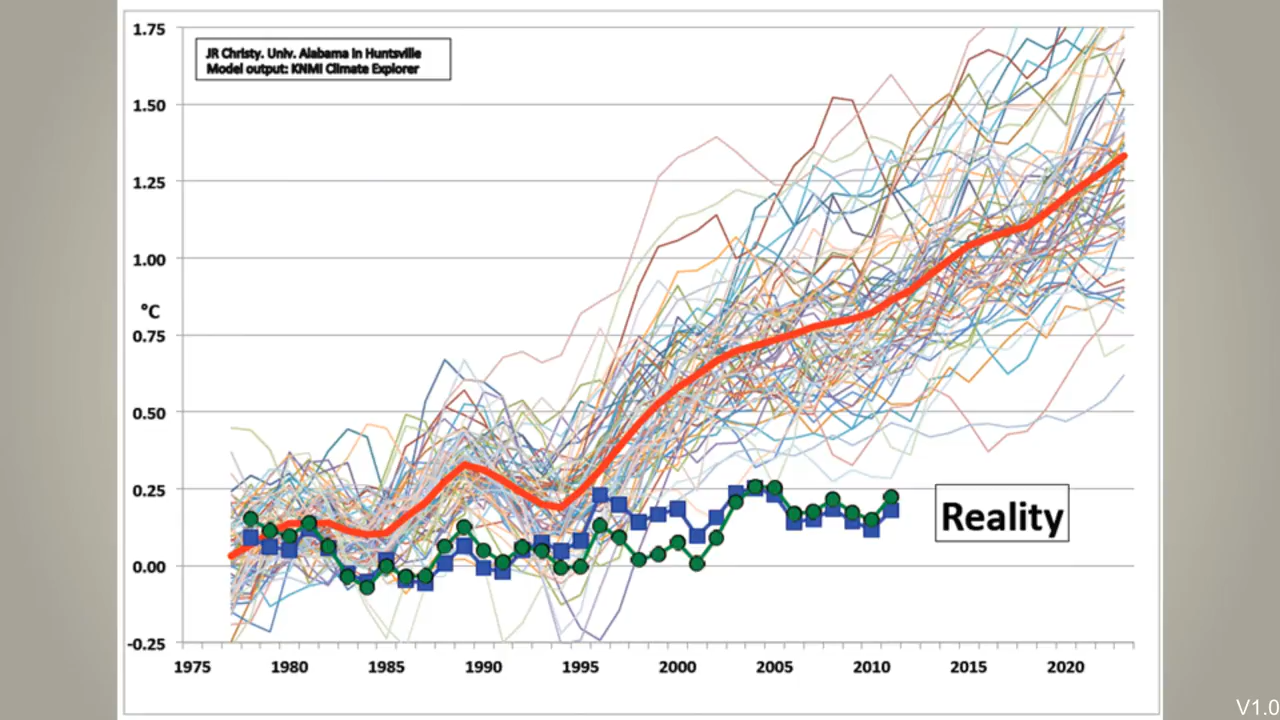 1.75
JR Christy. Univ. Alabama in Huntsville
Model output: KNMI Climate Explorer
1.50
1.25
1.00
°C
0.75
0.50
0.25
Reality
0.00
-0.25
1975 1980 1985 1990 1995 2000 2005 2010 2015 2020
V1.0